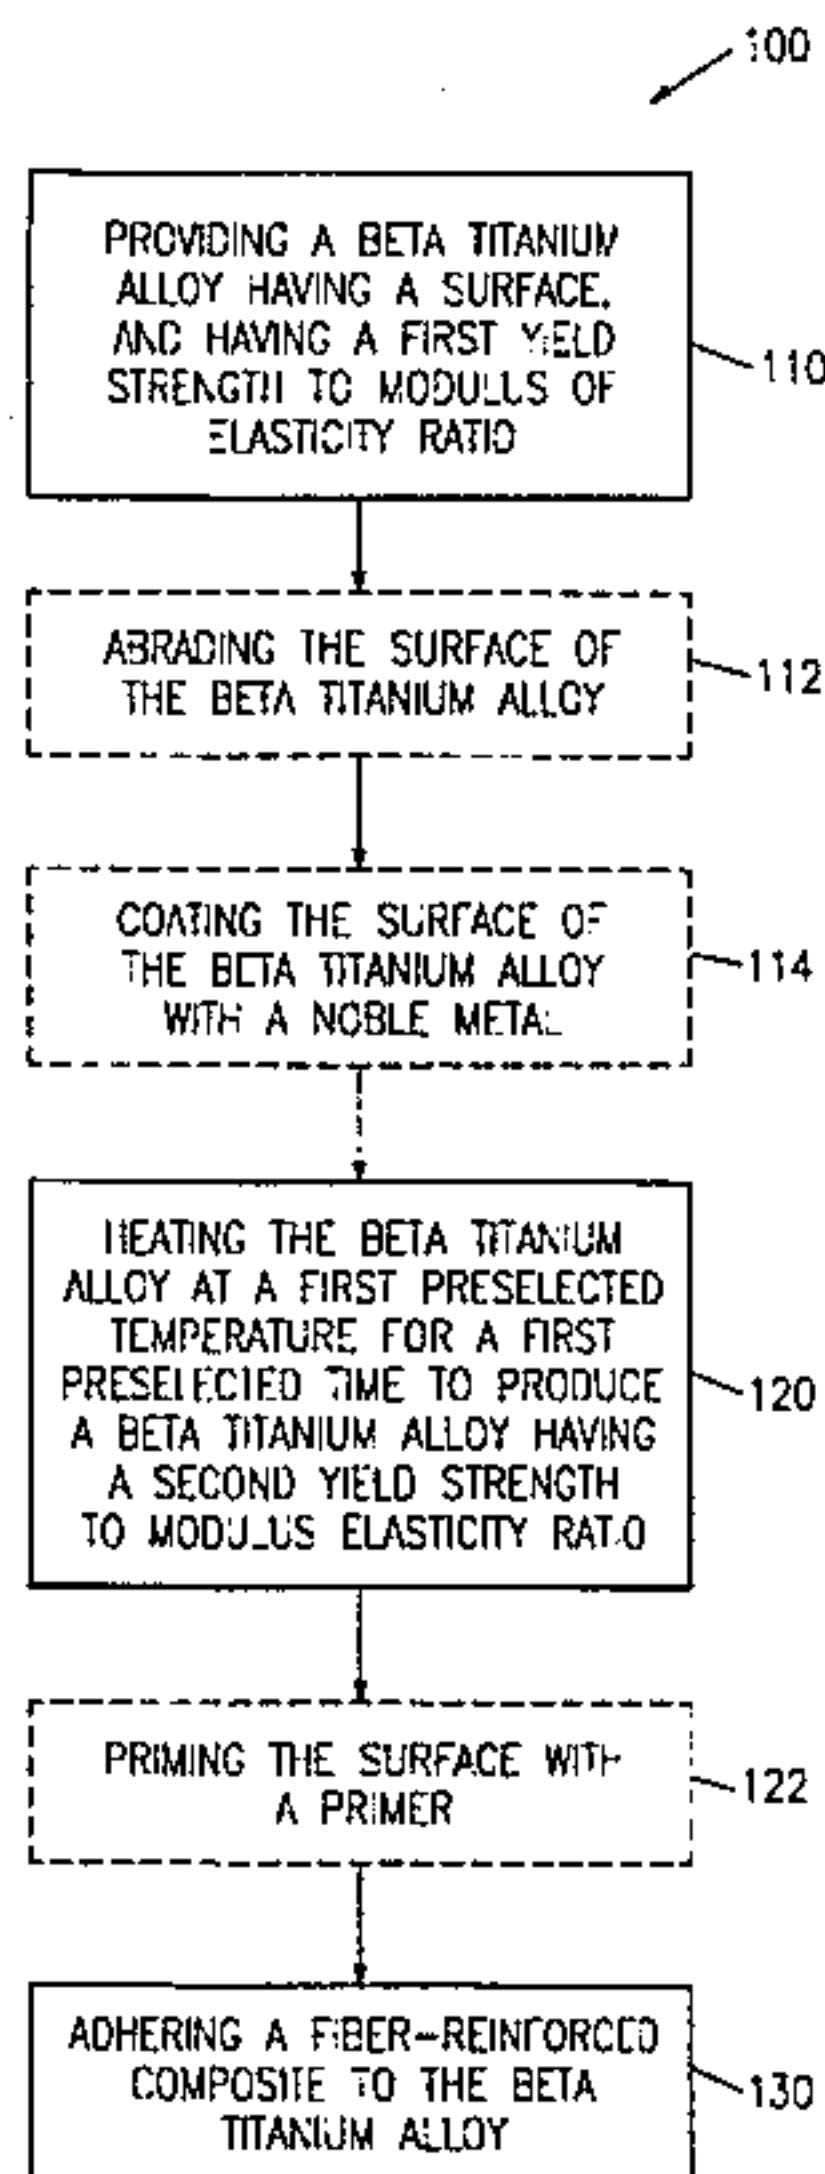 100
PROVIDING A BETA TITANIUM
ALLOY HAVING A SURFACE,
AND HAVING A FIRST YIELD
STRENGTH TO MODULUS OF
ELASTICITY RATIO
110
ABRADING THE SURFACE OF
THE BETA TITANIUM ALLOY
112
COATING THE SURFACE OF
THE BETA TITANIUM ALLOY
WITH A NOBLE METAL
114
HEATING THE BETA TITANIUM
ALLOY AT A FIRST PRESELECTED
TEMPERATURE FOR A FIRST
PRESELECTED TIME TO PRODUCE
A BETA TITANIUM ALLOY HAVING
A SECOND YIELD STRENGTH
TO MODULUS ELASTICITY RATIO
120
PRIMING THE SURFACE WITH
A PRIMER
122
ADHERING A FIBER-REINFORCED
COMPOSITE TO THE BETA
TITANIUM ALLOY
130